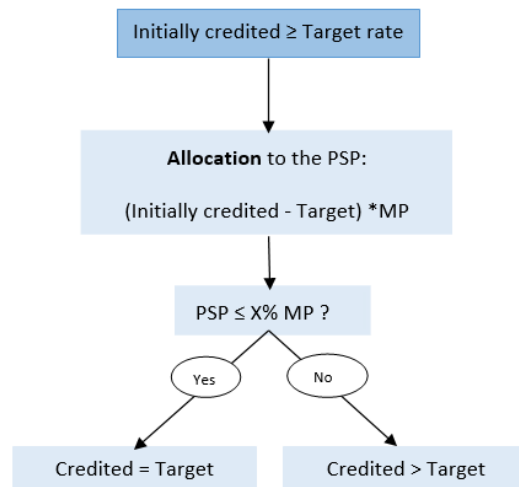 Initially credited ≥ Target rate
Allocation to the PSP:
(Initially credited - Target) *MP
PSP ≤ X% MP ?
Yes
No
Credited = Target
Credited > Target